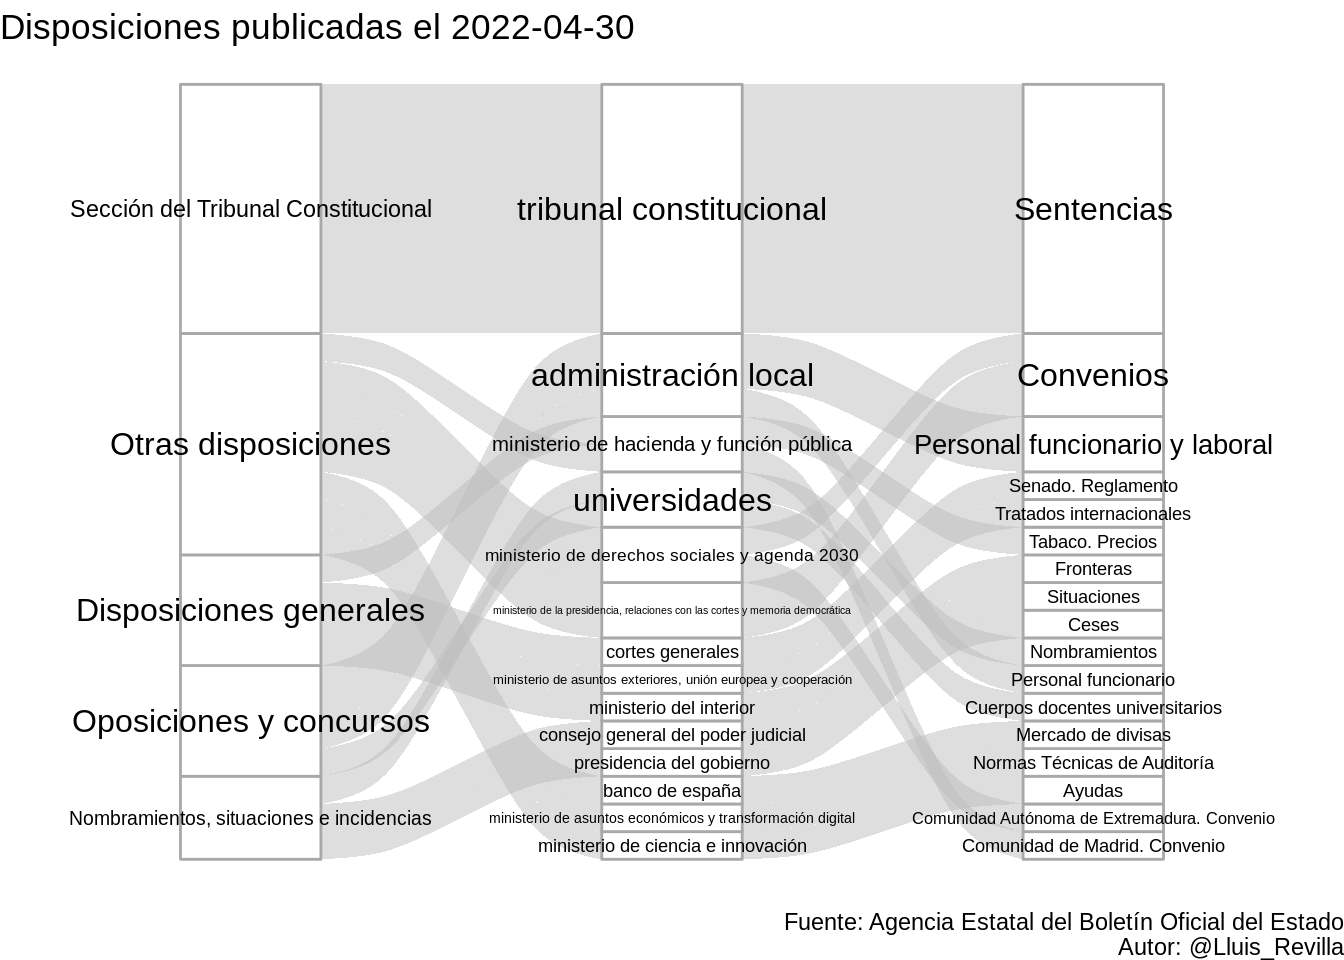 Disposiciones publicadas el 2022-04-30
Sección del Tribunal Constitucional
Otras disposiciones
Disposiciones generales
Oposiciones y concursos
Nombramientos, situaciones e incidencias
tribunal constitucional
administración local
ministerio de hacienda y función pública
universidades
ministerio de derechos sociales y agenda 2030
ministerio de la presidencia, relaciones con las cortes y memoria democrática
cortes generales
ministerio de asuntos exteriores, unión europea y cooperación
ministerio del interior
consejo general del poder judicial
presidencia del gobierno
banco de españa
ministerio de asuntos económicos y transformación digital
ministerio de ciencia e innovación
Sentencias
Convenios
Personal funcionario y laboral
Senado. Reglamento
Tratados internacionales
Tabaco. Precios
Fronteras
Situaciones
Ceses
Nombramientos
Personal funcionario
Cuerpos docentes universitarios
Mercado de divisas
Normas Técnicas de Auditoría
Ayudas
Comunidad Autónoma de Extremadura. Convenio
Comunidad de Madrid. Convenio
Fuente: Agencia Estatal del Boletín Oficial del Estado
Autor: @Lluis_Revilla